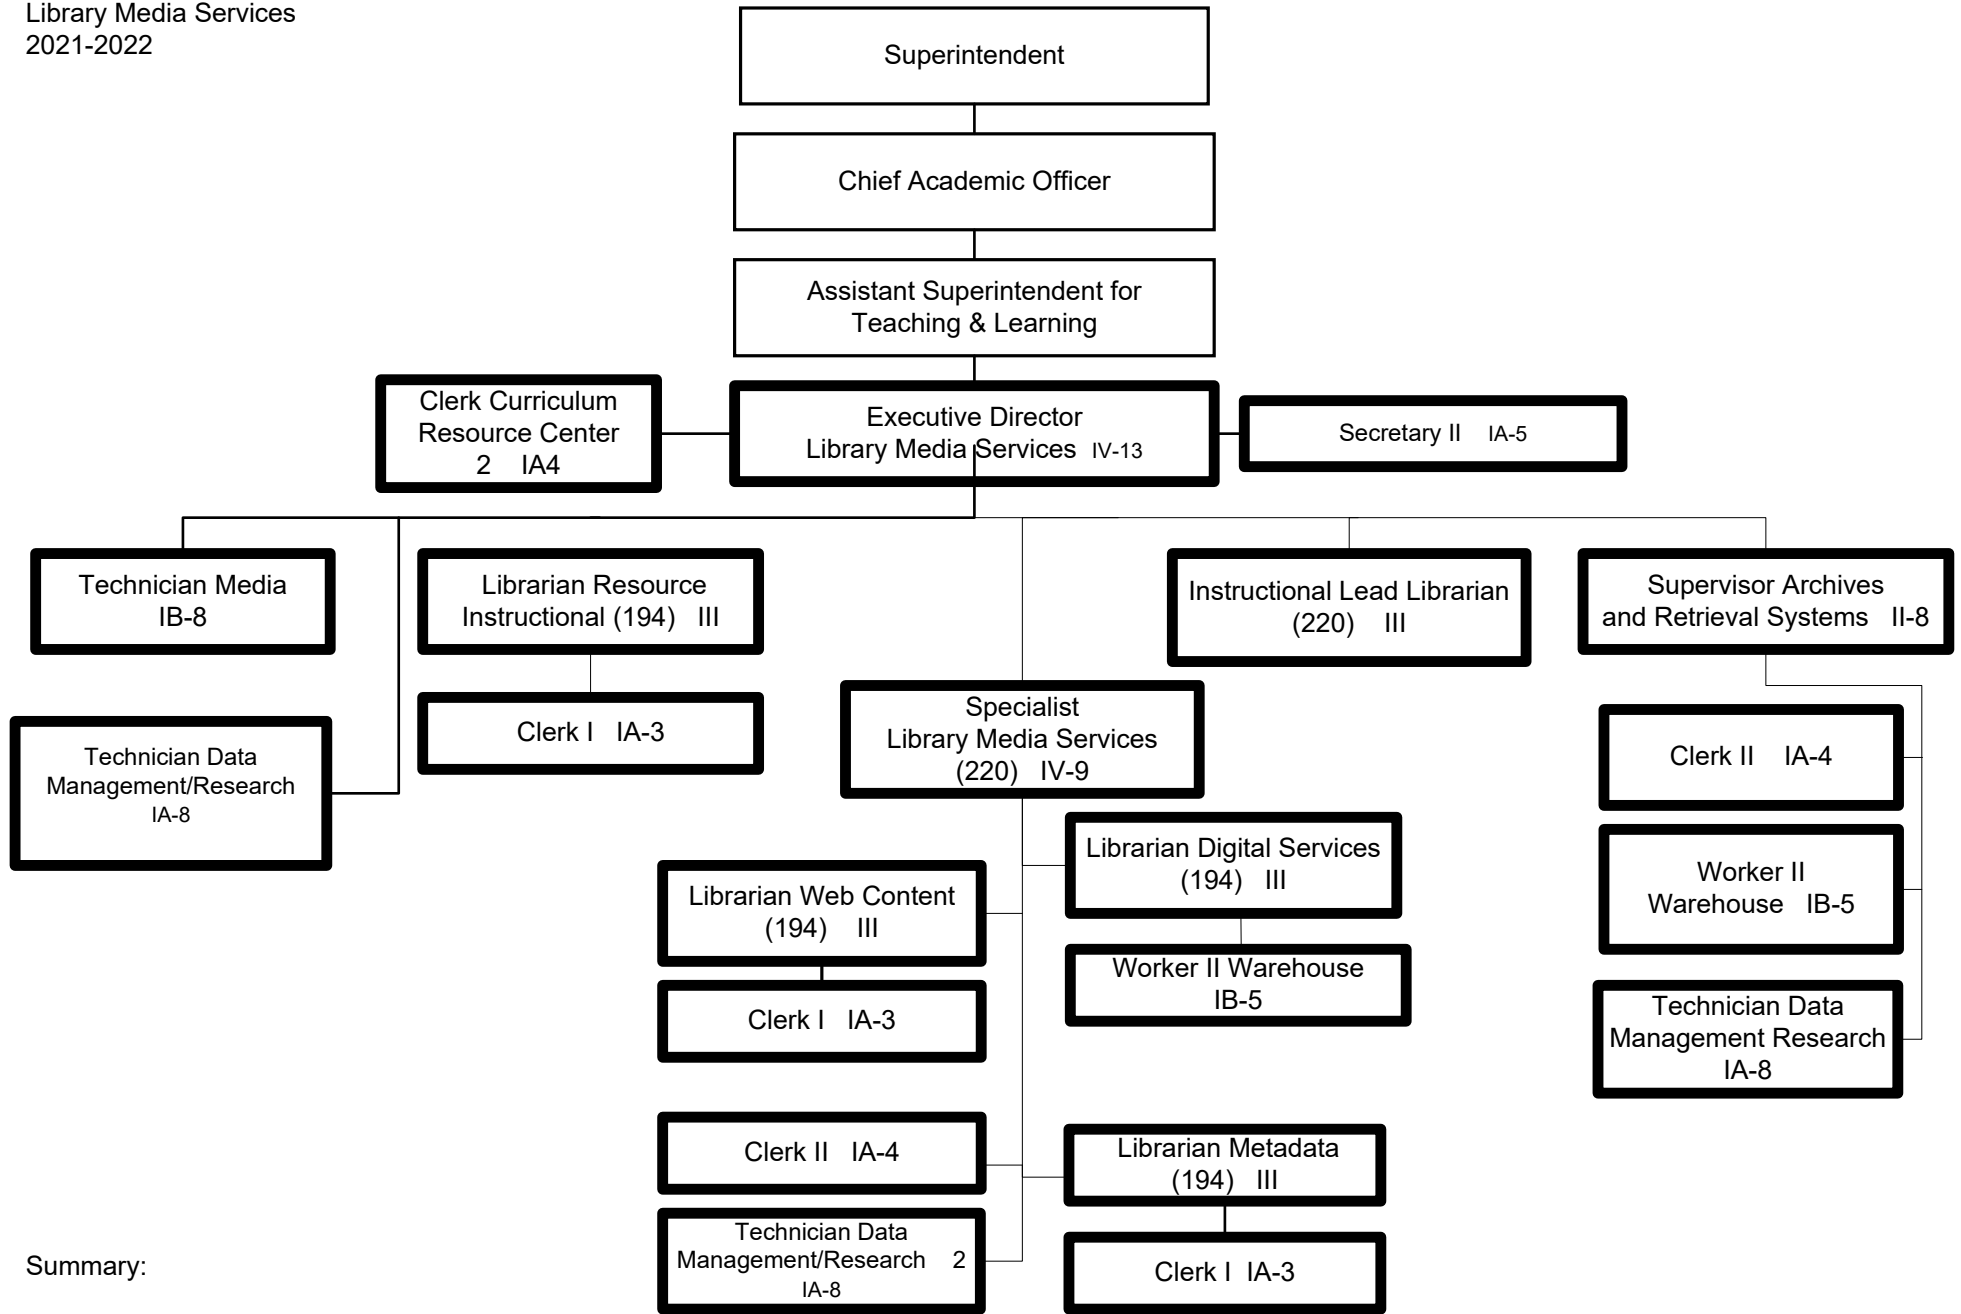 Library Media Services
2021-2022
Superintendent
Chief Academic Officer
Assistant Superintendent for
Teaching & Learning
Clerk Curriculum
Resource Center
2 IA4
Executive Director
Library Media Services IV-13
Secretary II IA-5
Technician Media
IB-8
Librarian Resource
Instructional (194) III
Instructional Lead Librarian
(220) III
Supervisor Archives
and Retrieval Systems II-8
Technician Data
Management/Research
IA-8
Clerk I IA-3
Specialist
Library Media Services
(220) IV-9
Clerk II IA-4
Librarian Digital Services
(194) III
Worker II
Warehouse IB-5
Librarian Web Content
(194) III
Worker II Warehouse
IB-5
Clerk I IA-3
Technician Data
Management Research
IA-8
Clerk II IA-4
Librarian Metadata
(194) III
Technician Data
Management/Research 2
IA-8
Clerk I IA-3
Summary: